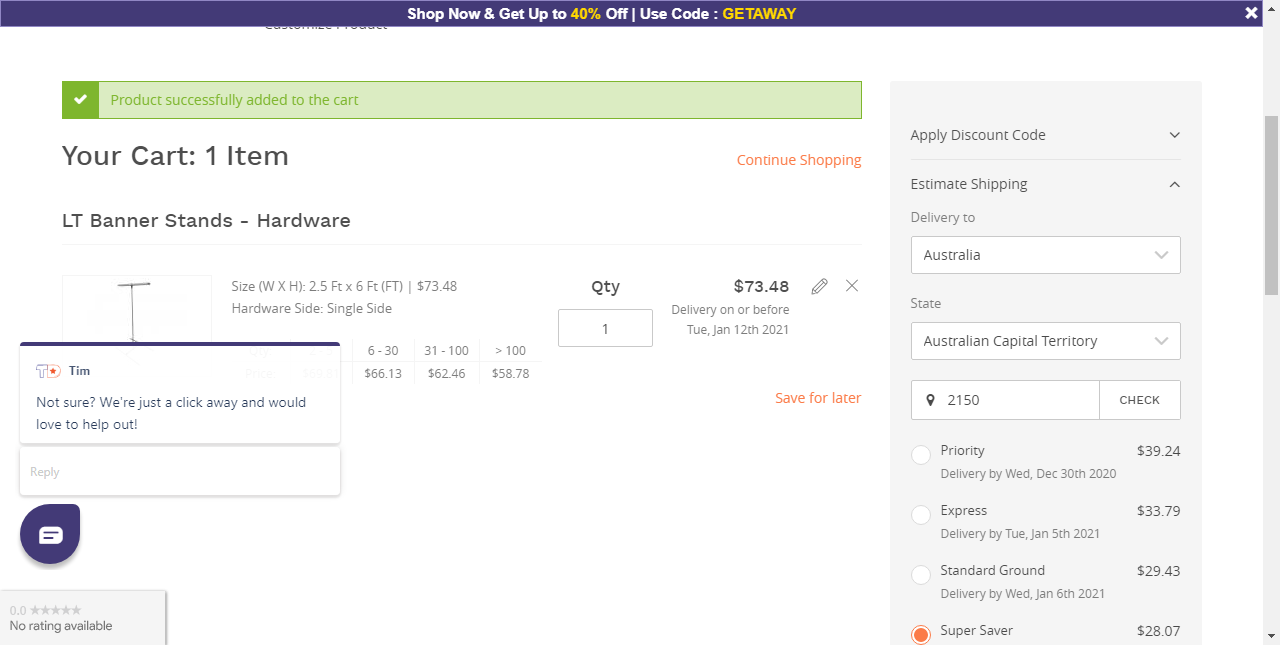 Shop Now & Get Up to 40% Off | Use Code : GETAWAY
Customize Product
Product successfully added to the cart
Your Cart: 1 Item
Continue Shopping
LT Banner Stands - Hardware
Size (W X H): 2.5 Ft x 6 Ft (FT) | $73.48
Hardware Side: Single Side
Qty
1
$73.48
Delivery on or before
Tue, Jan 12th 2021
6 - 30
31 - 100
> 100
Price
$66.13
$62.46
$58.78
Save for later
Tim
Not sure? We're just a click away and would
love to help out!
Reply
0.0
No rating available
Apply Discount Code
Estimate Shipping
Delivery to
Australia
State
Australian Capital Territory
2150
CHECK
Priority
$39.24
Delivery by Wed, Dec 30th 2020
Express
$33.79
Delivery by Tue, Jan 5th 2021
Standard Ground
$29.43
Delivery by Wed, Jan 6th 2021
Super Saver
$28.07